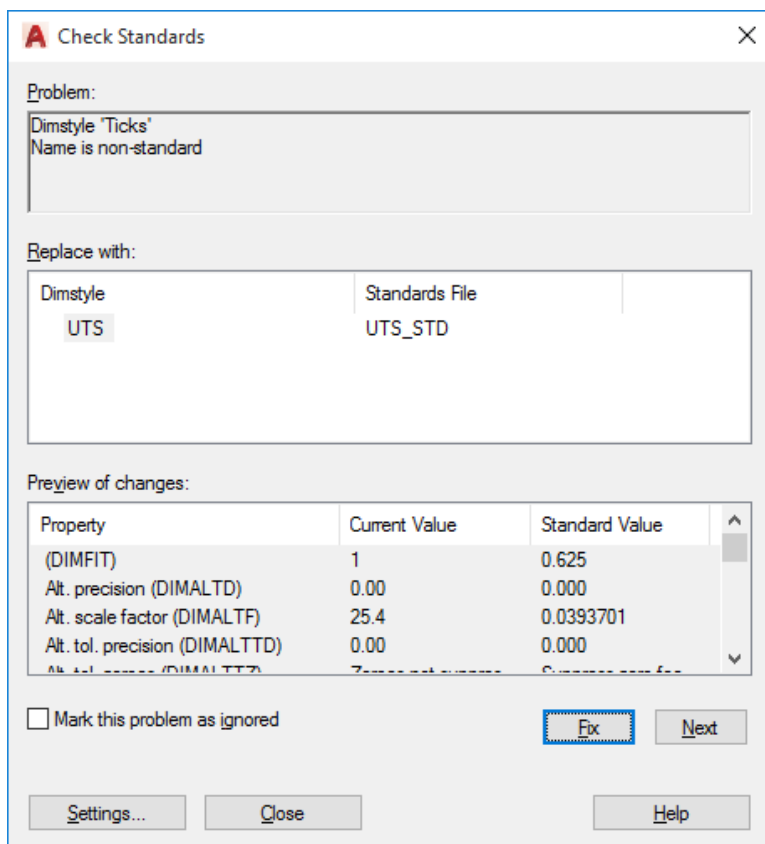 Check Standards
Problem:
Dimstyle 'Ticks'
Name is non-standard
Replace with:
Dimstyle Standards File
UTS UTS_STD
Preview of changes:
Property Current Value Standard Value
(DIMFIT) 1 0.625
Alt. precision (DIMALTD) 0.00 0.000
Alt. scale factor (DIMALTF) 25.4 0.0393701
Alt. tol. precision (DIMALTTD) 0.00 0.000
Mark this problem as ignored
Fix Next
Settings... Close Help